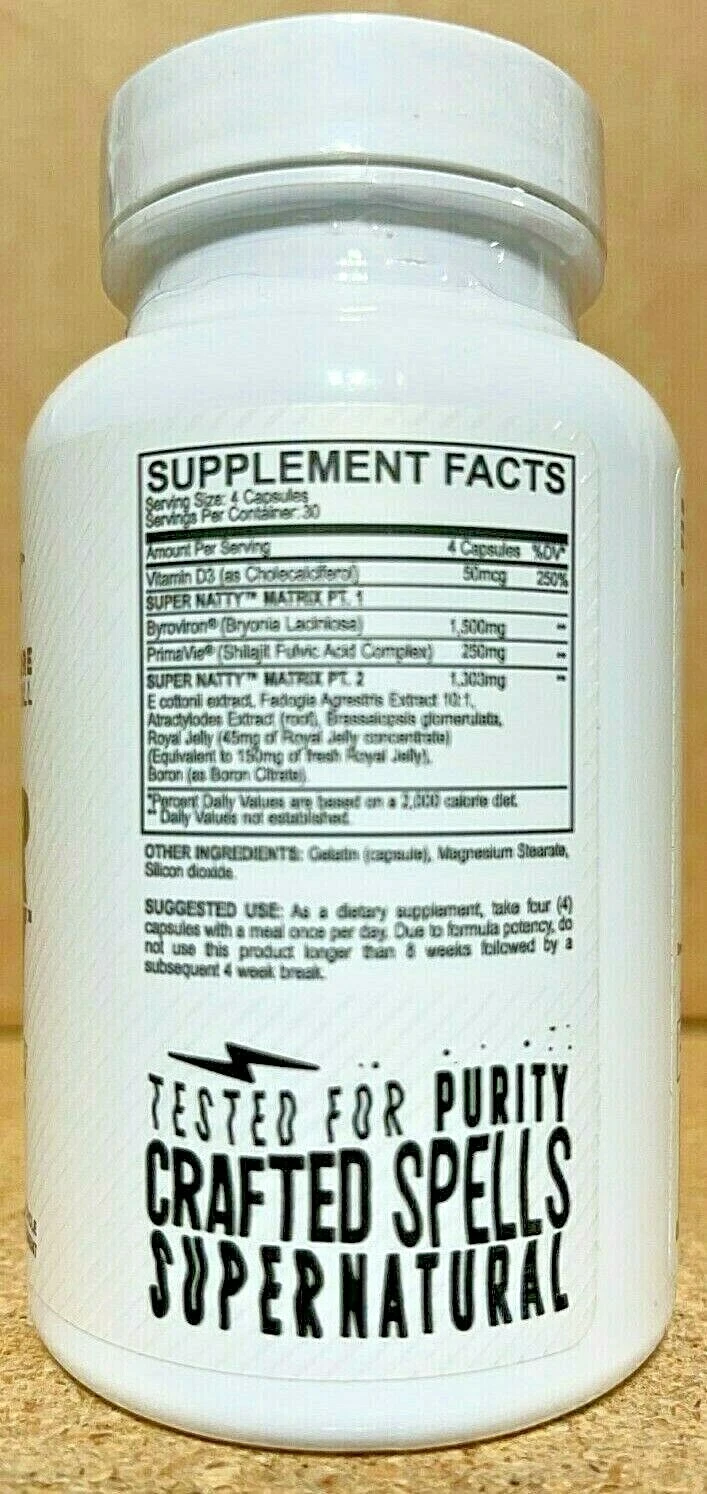 SUPPLEMENT FACTS
Serving Size: 4 Capsules
Servings Per Container: 30
Amount Per Serving 4 Capsules %DV*
Vitamin D3 (as Cholecalciferol) 50mcg 250%
SUPER NATTY™ MATRIX PT. 1
Byroviron® (Bryonia Laciniosa) 1,500mg **
PrimaVie® (Shilajit Fulvic Acid Complex) 250mg **
SUPER NATTY™ MATRIX PT. 2 1,303mg **
E cottonii extract, Fadogia Agrestris Extract 10:1,
Atractylodes Extract (root), Brassaiopsis glomerulata,
Royal Jelly (45mg of Royal Jelly concentrate)
(Equivalent to 150mg of fresh Royal Jelly),
Boron (as Boron Citrate)
*Percent Daily Values are based on a 2,000 calorie diet.
** Daily Values not established.
OTHER INGREDIENTS: Gelatin (capsule), Magnesium Stearate,
Silicon dioxide.
SUGGESTED USE: As a dietary supplement, take four (4)
capsules with a meal once per day. Due to formula potency, do
not use this product longer than 8 weeks followed by a
subsequent 4 week break.
TESTED FOR PURITY
CRAFTED SPELLS
SUPERNATURAL